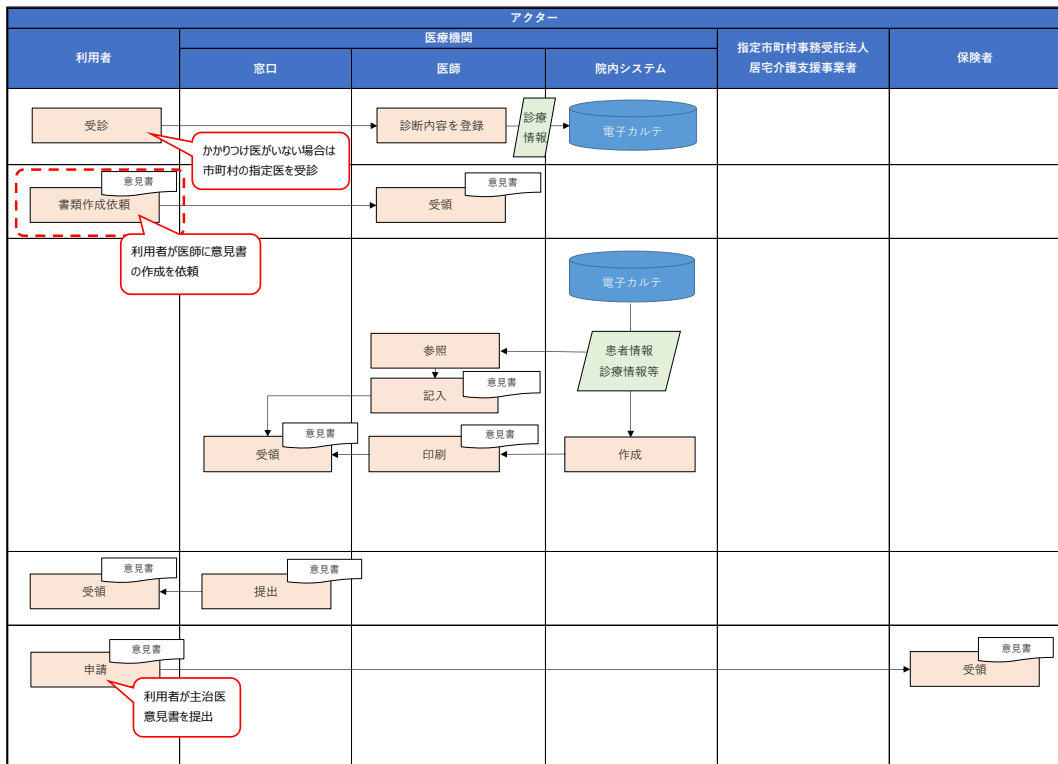 アクター
利用者
医療機関
窓口
医師
院内システム
指定市町村事務受託法人
居宅介護支援事業者
保険者
受診
診断内容を登録
診療
情報
電子カルテ
かかりつけ医がいない場合は
市町村の指定医を受診
意見書
書類作成依頼
意見書
受領
利用者が医師に意見書
の作成を依頼
電子カルテ
参照
患者情報
診療情報等
意見書
記入
意見書
受領
意見書
印刷
作成
意見書
受領
意見書
提出
意見書
申請
意見書
受領
利用者が主治医
意見書を提出